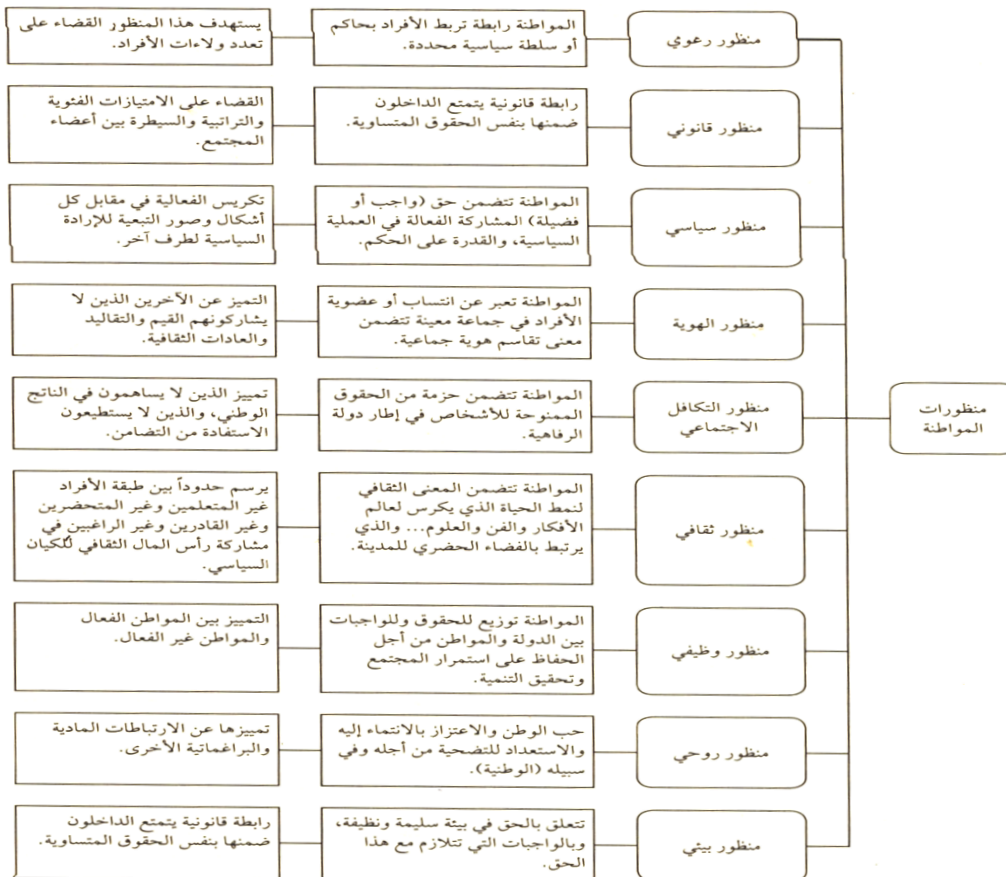 منظورات
المواطنة
منظور رعوي
المواطنة رابطة تربط الأفراد بحاكم
أو سلطة سياسية محددة.
يستهدف هذا المنظور القضاء على
تعدد ولاءات الأفراد.
منظور قانوني
رابطة قانونية يتمتع الداخلون
ضمنها بنفس الحقوق المتساوية.
القضاء على الامتيازات الفئوية
والتراتبية والسيطرة بين أعضاء
المجتمع.
منظور سياسي
المواطنة تتضمن حق (واجب أو
فضيلة) المشاركة الفعالة في العملية
السياسية، والقدرة على الحكم.
تكريس الفعالية في مقابل كل
أشكال وصور التبعية للإرادة
السياسية لطرف آخر.
منظور الهوية
المواطنة تعبر عن انتساب أو عضوية
الأفراد في جماعة معينة تتضمن
معنى تقاسم هوية جماعية.
التميز عن الآخرين الذين لا
يشاركونهم القيم والتقاليد
والعادات الثقافية.
منظور التكافل
الاجتماعي
المواطنة تتضمن حزمة من الحقوق
الممنوحة للأشخاص في إطار دولة
الرفاهية.
تمييز الذين لا يساهمون في الناتج
الوطني، والذين لا يستطيعون
الاستفادة من التضامن.
منظور ثقافي
المواطنة تتضمن المعنى الثقافي
لنمط الحياة الذي يكرس لعالم
الأفكار والفن والعلوم... والذي
يرتبط بالفضاء الحضري للمدينة.
يرسم حدوداً بين طبقة الأفراد
غير المتعلمين وغير المتحضرين
وغير القادرين وغير الراغبين في
مشاركة رأس المال الثقافي للكيان
السياسي.
منظور وظيفي
المواطنة توزيع للحقوق وللواجبات
بين الدولة والمواطن من أجل
الحفاظ على استمرار المجتمع
وتحقيق التنمية.
التمييز بين المواطن الفعال
والمواطن غير الفعال.
منظور روحي
حب الوطن والاعتزاز بالانتماء إليه
والاستعداد للتضحية من أجله وفي
سبيله (الوطنية).
تمييزها عن الارتباطات المادية
والبراغماتية الأخرى.
منظور بيئي
تتعلق بالحق في بيئة سليمة ونظيفة،
وبالواجبات التي تتلازم مع هذا
الحق.
رابطة قانونية يتمتع الداخلون
ضمنها بنفس الحقوق المتساوية.